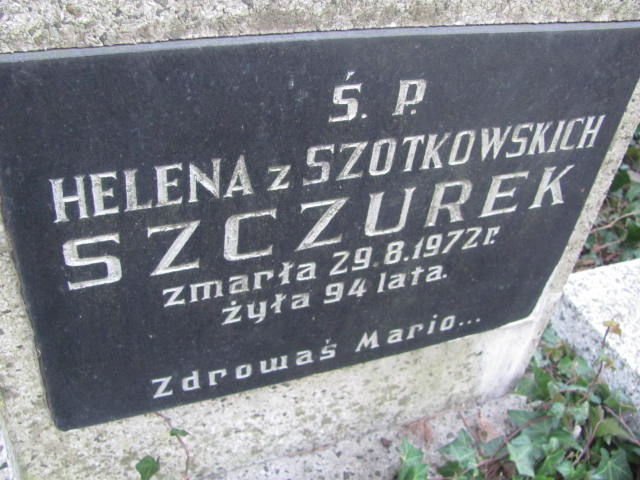 Ś. P.
HELENA z SZOTKOWSKICH
SZCZUREK
zmarła 29.8.1972 r.
żyła 94 lata.
Zdrowaś Mario...